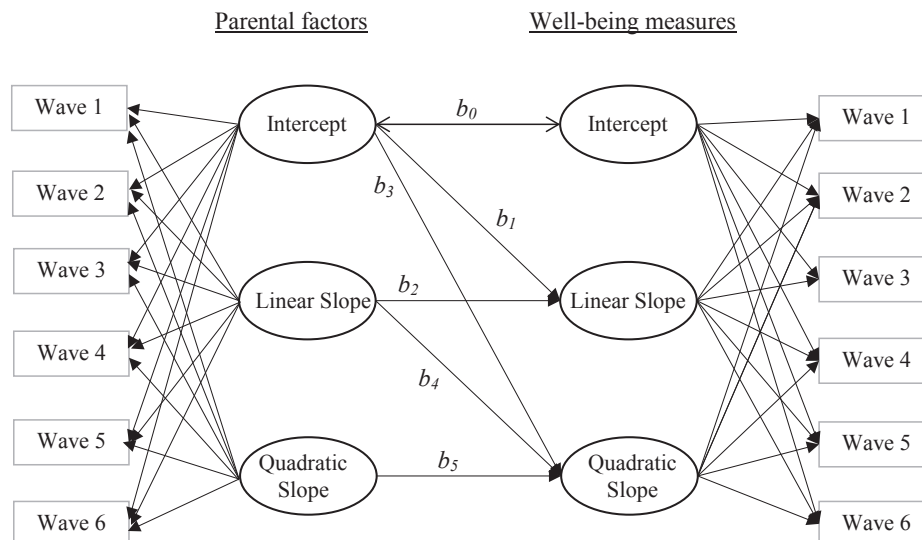 Parental factors
Well-being measures
Wave 1
Intercept
b0
Intercept
Wave 1
b3
Wave 2
Wave 2
b1
Wave 3
b2
Wave 3
Linear Slope
Linear Slope
Wave 4
b4
Wave 4
Wave 5
Wave 5
Quadratic
Slope
b5
Quadratic
Slope
Wave 6
Wave 6